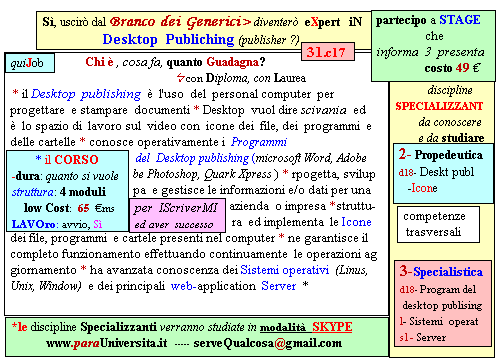 Si, uscirò dal Branco dei Generici > diventerò eXpert iN
Desktop Publiching (publisher ?)
31.c17
partecipo a STAGE
che
informa 3 presenta
costo 49 €
quiJob
Chi è, cosa fa, quanto Guadagna?
con Diploma, con Laurea
* il Desktop publishing è l'uso del personal computer per
progettare e stampare documenti * Desktop vuol dire scivania ed
è lo spazio di lavoro sul video con icone dei file, dei programmi e
delle cartelle * conosce operativamente i Programmi
del Desktop publishing (microsoft Word, Adobe
be Photoshop, Quark Xpress) * rpogetta, svilup
pa e gestisce le informazioni e/o dati per una
azienda o impresa *struttu-
ra ed implementa le Icone
dei file, programmi e cartele presenti nel computer * ne garantisce il
completo funzionamento effettuando continuamente le operazioni ag
giornamento * ha avanzata conoscenza dei Sistemi operativi (Linus,
Unix, Window) e dei principali web-application Server *
* il CORSO
-dura: quanto si vuole
struttura: 4 moduli
low Cost: 65 €ms
LAVOro: avvio, Sì
per IScriverMI
ed aver successo
discipline
SPECIALIZZANT
da conoscere
e da studiare
2- Propedeutica
d18- Deskt publ
-Icone
competenze
trasversali
3-Specialistica
d18- Program del
desktop publising
l- Sistemi operat
s1- Server
*le discipline Specializzanti verranno studiate in modalità SKYPE
www.paraUniversita.it ----- serveQualcosa@gmail.com